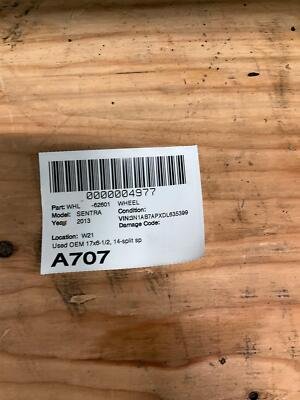 0000004977
Part: WHL -62601 WHEEL
Model: SENTRA Condition:
Year: 2013 VIN:3N1AB7APXDL635399
Damage Code:
Location: W21
Used OEM 17x6-1/2, 14-split sp
A707